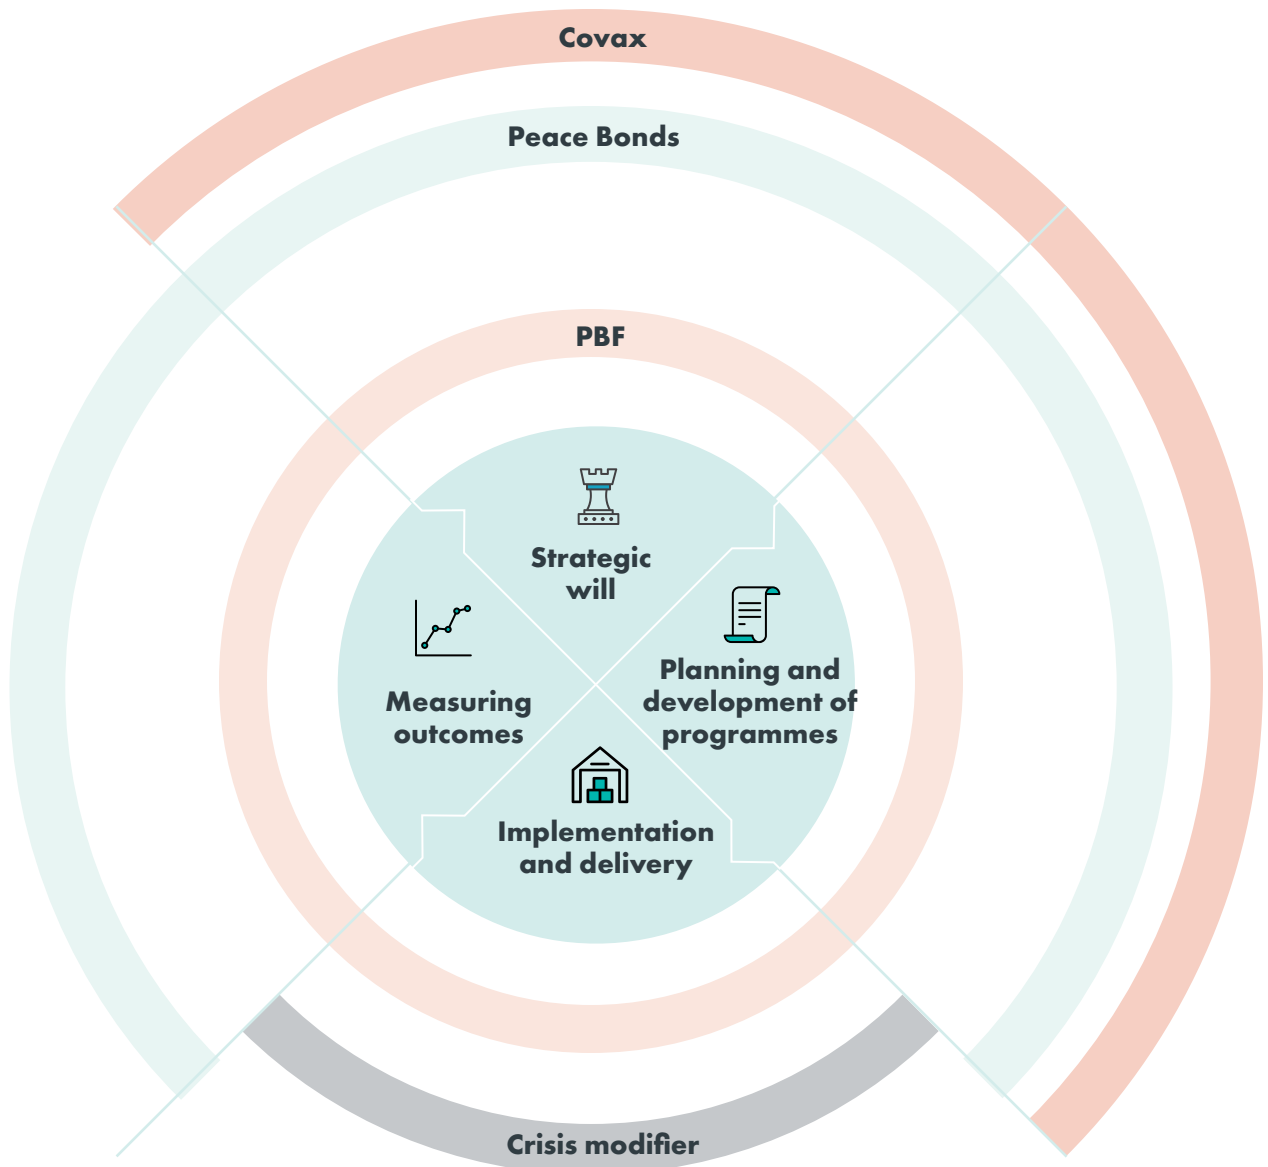 Covax
Peace Bonds
PBF
Strategic
will
Planning and
development of
programmes
Measuring
outcomes
Implementation
and delivery
Crisis modifier